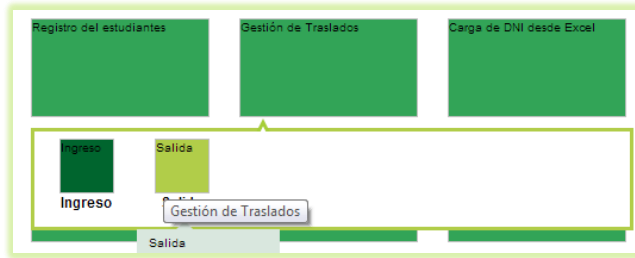 Registro del estudiantes
Gestión de Traslados
Carga de DNI desde Excel
Ingreso
Salida
Ingreso
Gestión de Traslados
Salida